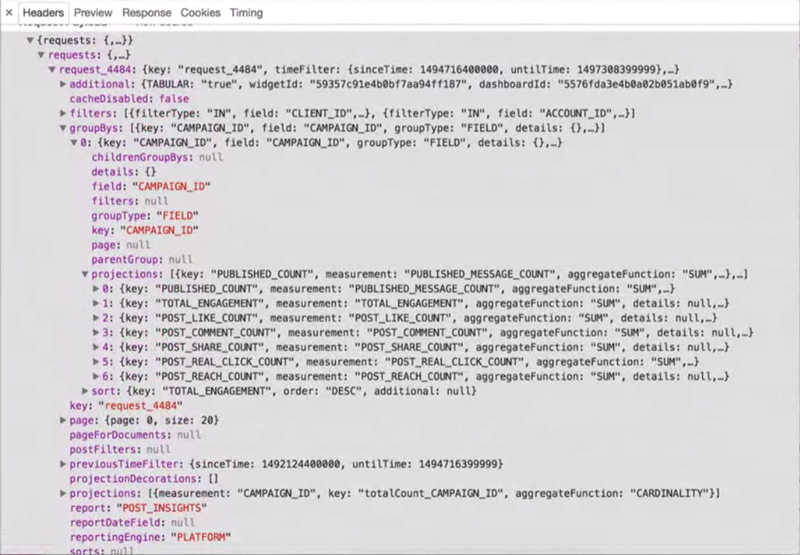 × Headers Preview Response Cookies Timing
▼{requests: {,…}}
▼requests: {,…}
▼request_4484: {key: "request_4484", timeFilter: {sinceTime: 1494716400000, untilTime: 1497308399999},…}
▶additional: {TABULAR: "true", widgetId: "59357c91e4b0bf7aa94ff187", dashboardId: "5576fda3e4b0a02b051ab0f9",…}
cacheDisabled: false
▶filters: [{filterType: "IN", field: "CLIENT_ID",…}, {filterType: "IN", field: "ACCOUNT_ID",…},…]
▼groupBys: [{key: "CAMPAIGN_ID", field: "CAMPAIGN_ID", groupType: "FIELD", details: {},…}]
▼0: {key: "CAMPAIGN_ID", field: "CAMPAIGN_ID", groupType: "FIELD", details: {},…}
childrenGroupBys: null
details: {}
field: "CAMPAIGN_ID"
filters: null
groupType: "FIELD"
key: "CAMPAIGN_ID"
page: null
parentGroup: null
▼projections: [{key: "PUBLISHED_COUNT", measurement: "PUBLISHED_MESSAGE_COUNT", aggregateFunction: "SUM",…},…]
▶0: {key: "PUBLISHED_COUNT", measurement: "PUBLISHED_MESSAGE_COUNT", aggregateFunction: "SUM",…}
▶1: {key: "TOTAL_ENGAGEMENT", measurement: "TOTAL_ENGAGEMENT", aggregateFunction: "SUM", details: null,…}
▶2: {key: "POST_LIKE_COUNT", measurement: "POST_LIKE_COUNT", aggregateFunction: "SUM", details: null,…}
▶3: {key: "POST_COMMENT_COUNT", measurement: "POST_COMMENT_COUNT", aggregateFunction: "SUM", details: null,…}
▶4: {key: "POST_SHARE_COUNT", measurement: "POST_SHARE_COUNT", aggregateFunction: "SUM", details: null,…}
▶5: {key: "POST_REAL_CLICK_COUNT", measurement: "POST_REAL_CLICK_COUNT", aggregateFunction: "SUM",…}
▶6: {key: "POST_REACH_COUNT", measurement: "POST_REACH_COUNT", aggregateFunction: "SUM", details: null,…}
▶sort: {key: "TOTAL_ENGAGEMENT", order: "DESC", additional: null}
key: "request_4484"
▶page: {page: 0, size: 20}
pageForDocuments: null
postFilters: null
▶previousTimeFilter: {sinceTime: 1492124400000, untilTime: 1494716399999}
projectionDecorations: []
▶projections: [{measurement: "CAMPAIGN_ID", key: "totalCount_CAMPAIGN_ID", aggregateFunction: "CARDINALITY"}]
report: "POST_INSIGHTS"
reportDateField: null
reportingEngine: "PLATFORM"
sorts: null